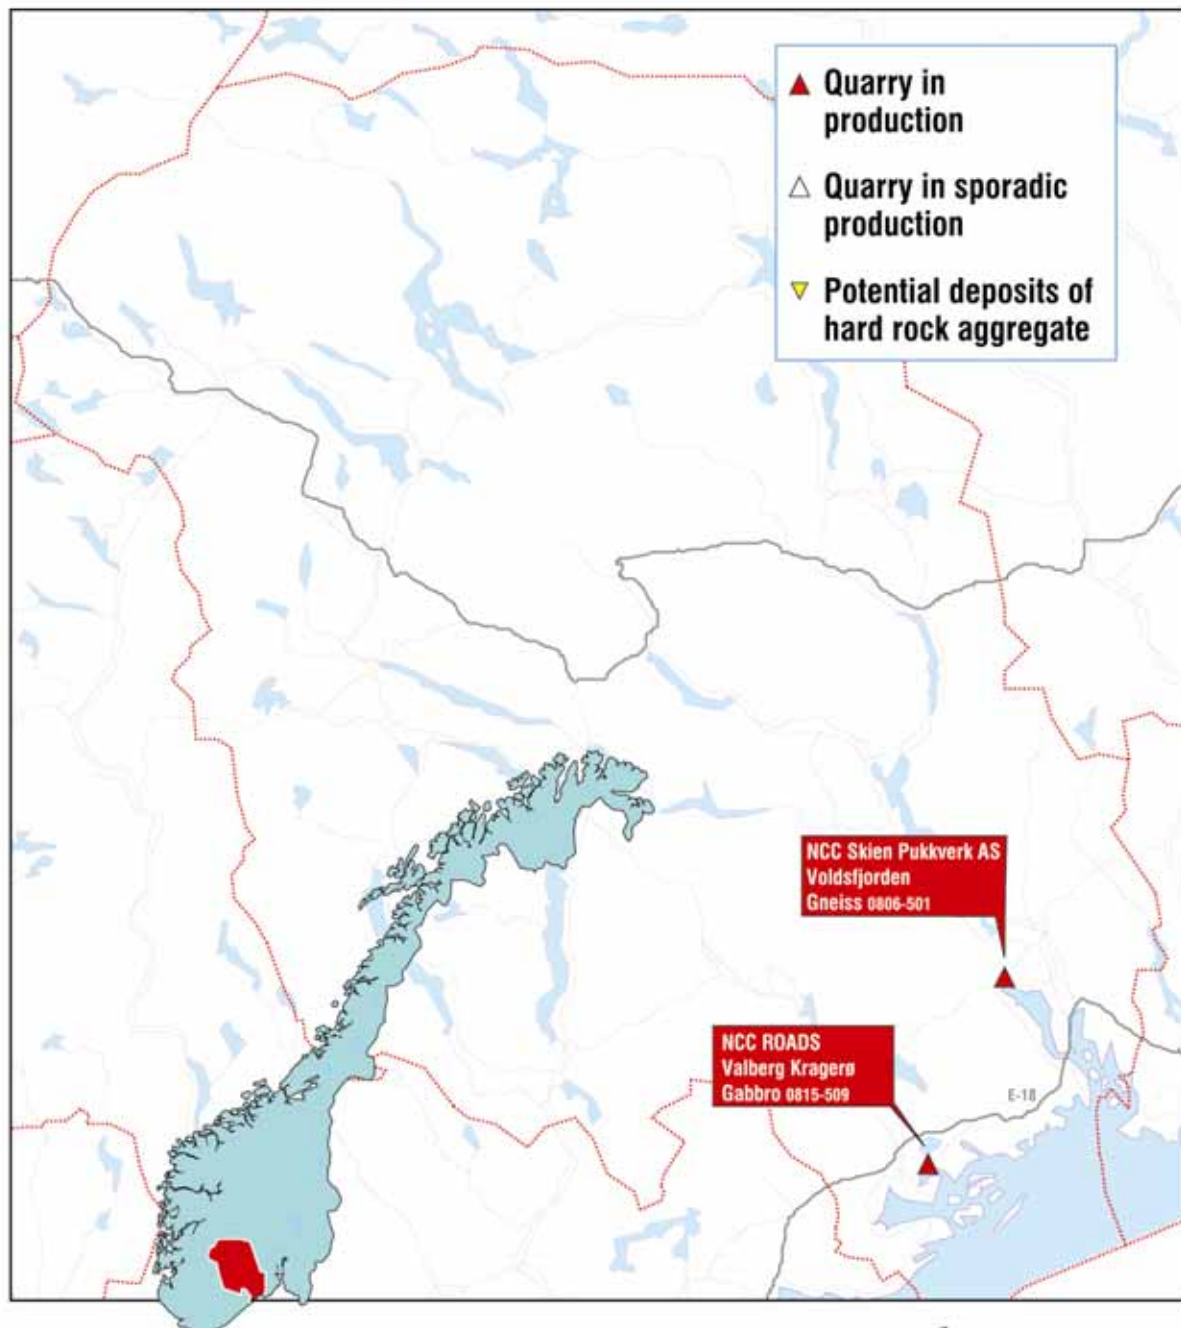 Quarry in
production
Quarry in sporadic
production
Potential deposits of
hard rock aggregate
NCC Skien Pukkverk AS
Voldsfjorden
Gneiss 0806-501
NCC ROADS
Valberg Kragerø
Gabbro 0815-509
E-18